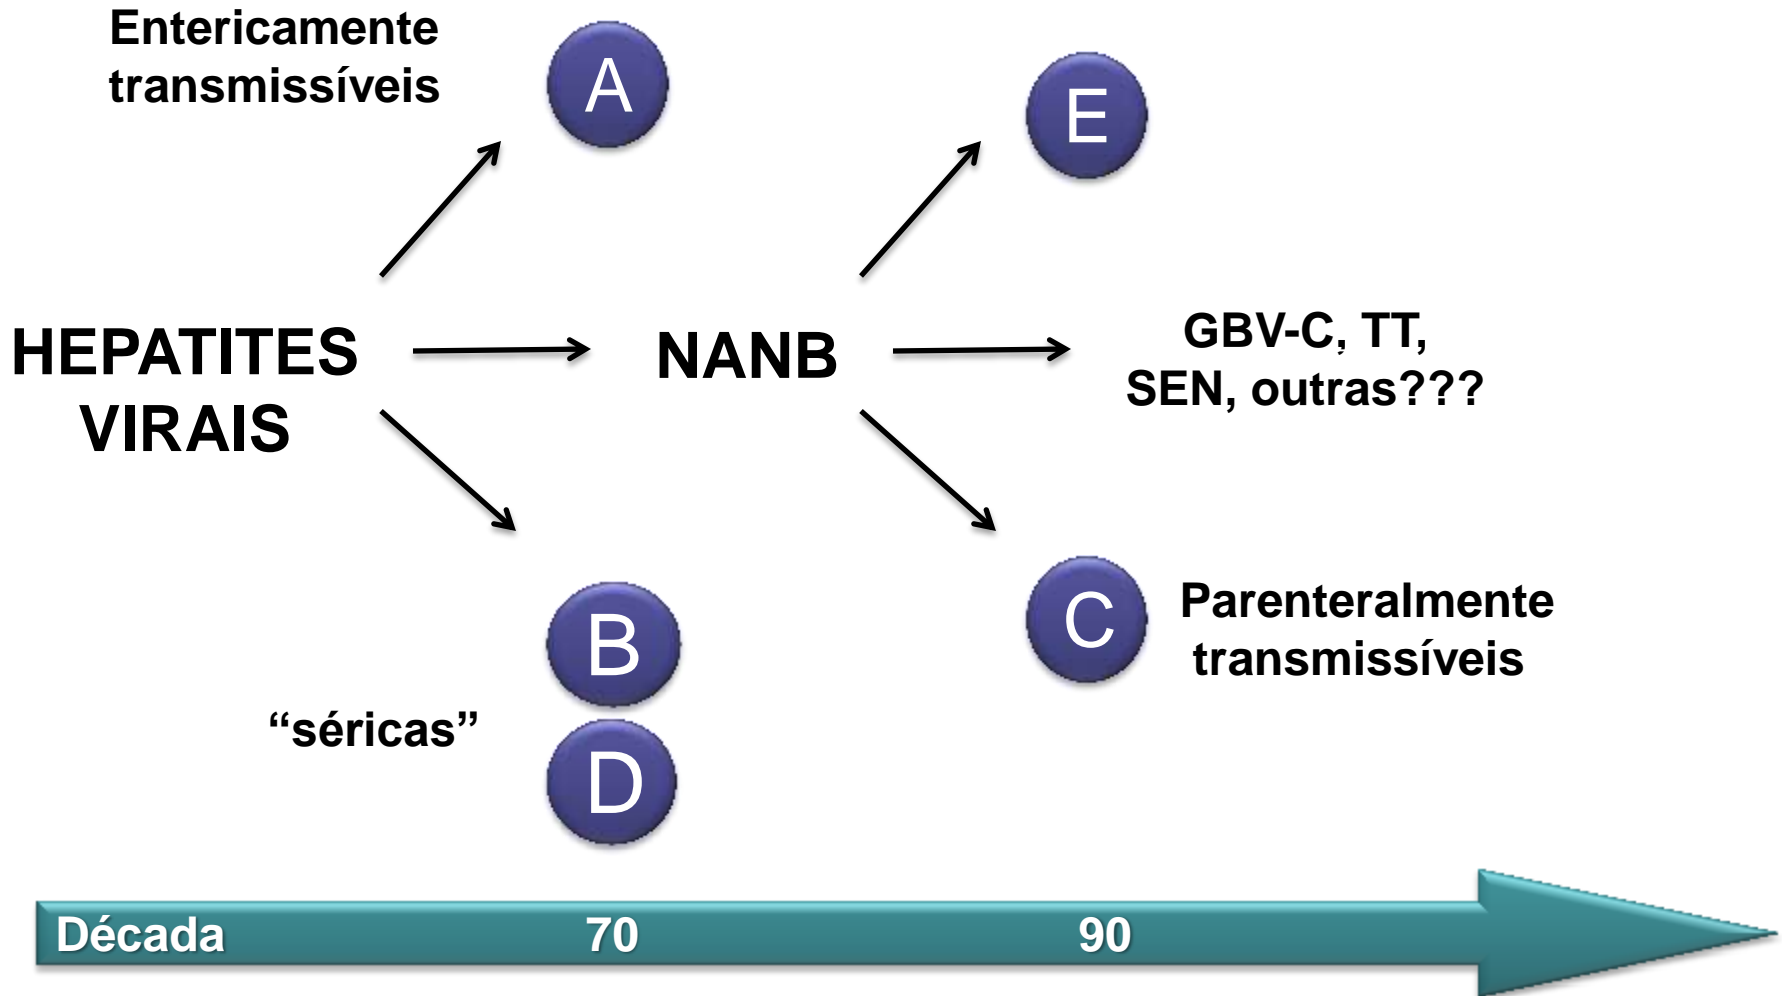 Entericamente
transmissíveis
A
E
HEPATITES
VIRAIS
NANB
GBV-C, TT,
SEN, outras???
B
D
“séricas”
C
Parenteralmente
transmissíveis
Década 70 90